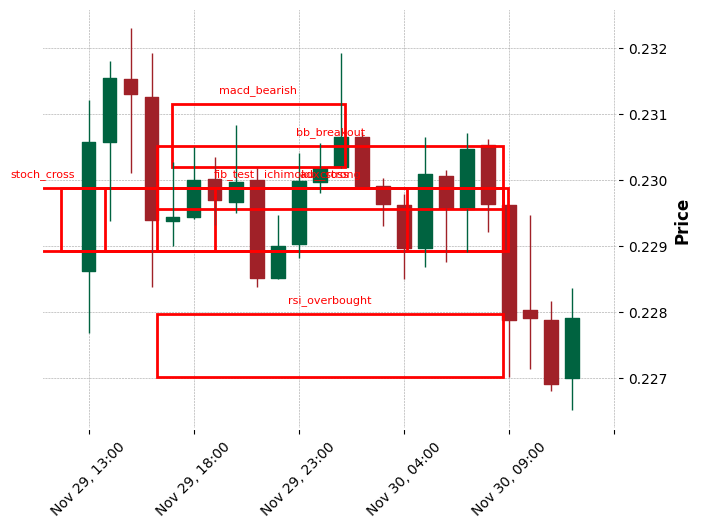 macd_bearish
bb_breakout
stoch_cross
fib_test
rsi_overbought
0.232
0.231
0.230
0.229
0.228
0.227
Price
Nov 29, 13:00
Nov 29, 18:00
Nov 29, 23:00
Nov 30, 04:00
Nov 30, 09:00